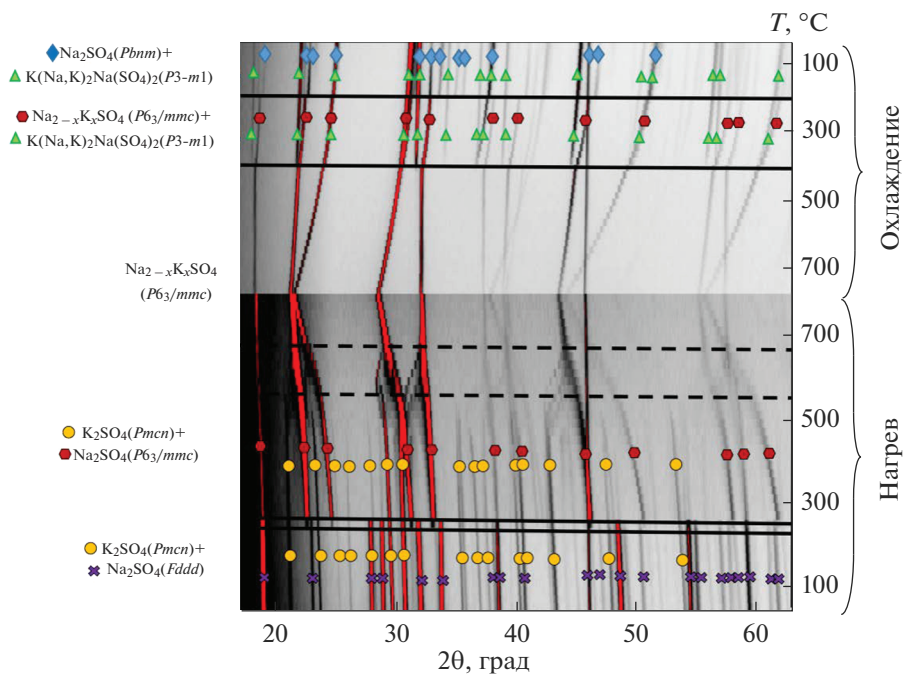 T, °C
Na₂SO₄(Pbnm)+
K(Na,K)₂Na(SO₄)₂(P3-m1)
100
Na₂₋ₓKₓSO₄ (P6₃/mmc)+
K(Na,K)₂Na(SO₄)₂(P3-m1)
300
500
700
Охлаждение
Na₂₋ₓKₓSO₄
(P6₃/mmc)
700
500
K₂SO₄(Pmcn)+
Na₂SO₄(P6₃/mmc)
300
K₂SO₄(Pmcn)+
Na₂SO₄(Fddd)
100
Нагрев
20 30 40 50 60
2θ, град